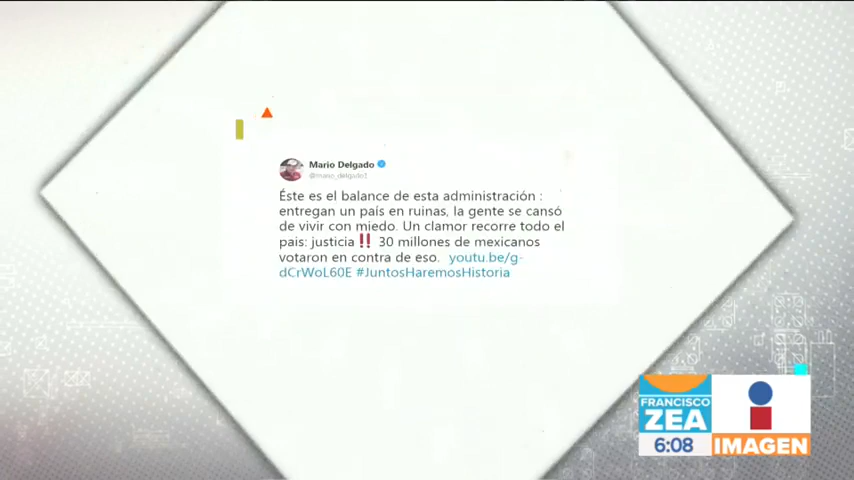 Mario Delgado
@mario_delgado1
Éste es el balance de esta administración :
entregan un país en ruinas, la gente se cansó
de vivir con miedo. Un clamor recorre todo el
pais: justicia‼ 30 millones de mexicanos
votaron en contra de eso. youtu.be/g-
dCrWoL60E #JuntosHaremosHistoria
FRANCISCO
ZEA
6:08
IMAGEN